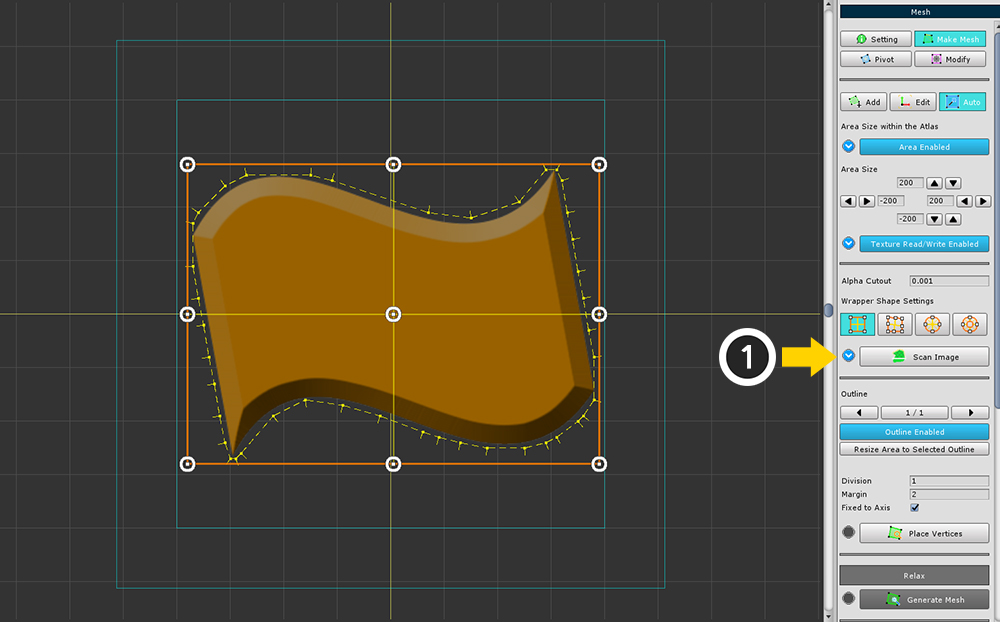 Mesh
Setting Make Mesh
Pivot Modify
Add Edit Auto
Area Size within the Atlas
Area Enabled
Area Size
200
-200 200
-200
Texture Read/Write Enabled
Alpha Cutout 0.001
Wrapper Shape Settings
1 Scan Image
Outline
1 / 1
Outline Enabled
Resize Area to Selected Outline
Division 1
Margin 2
Fixed to Axis
Place Vertices
Relax
Generate Mesh